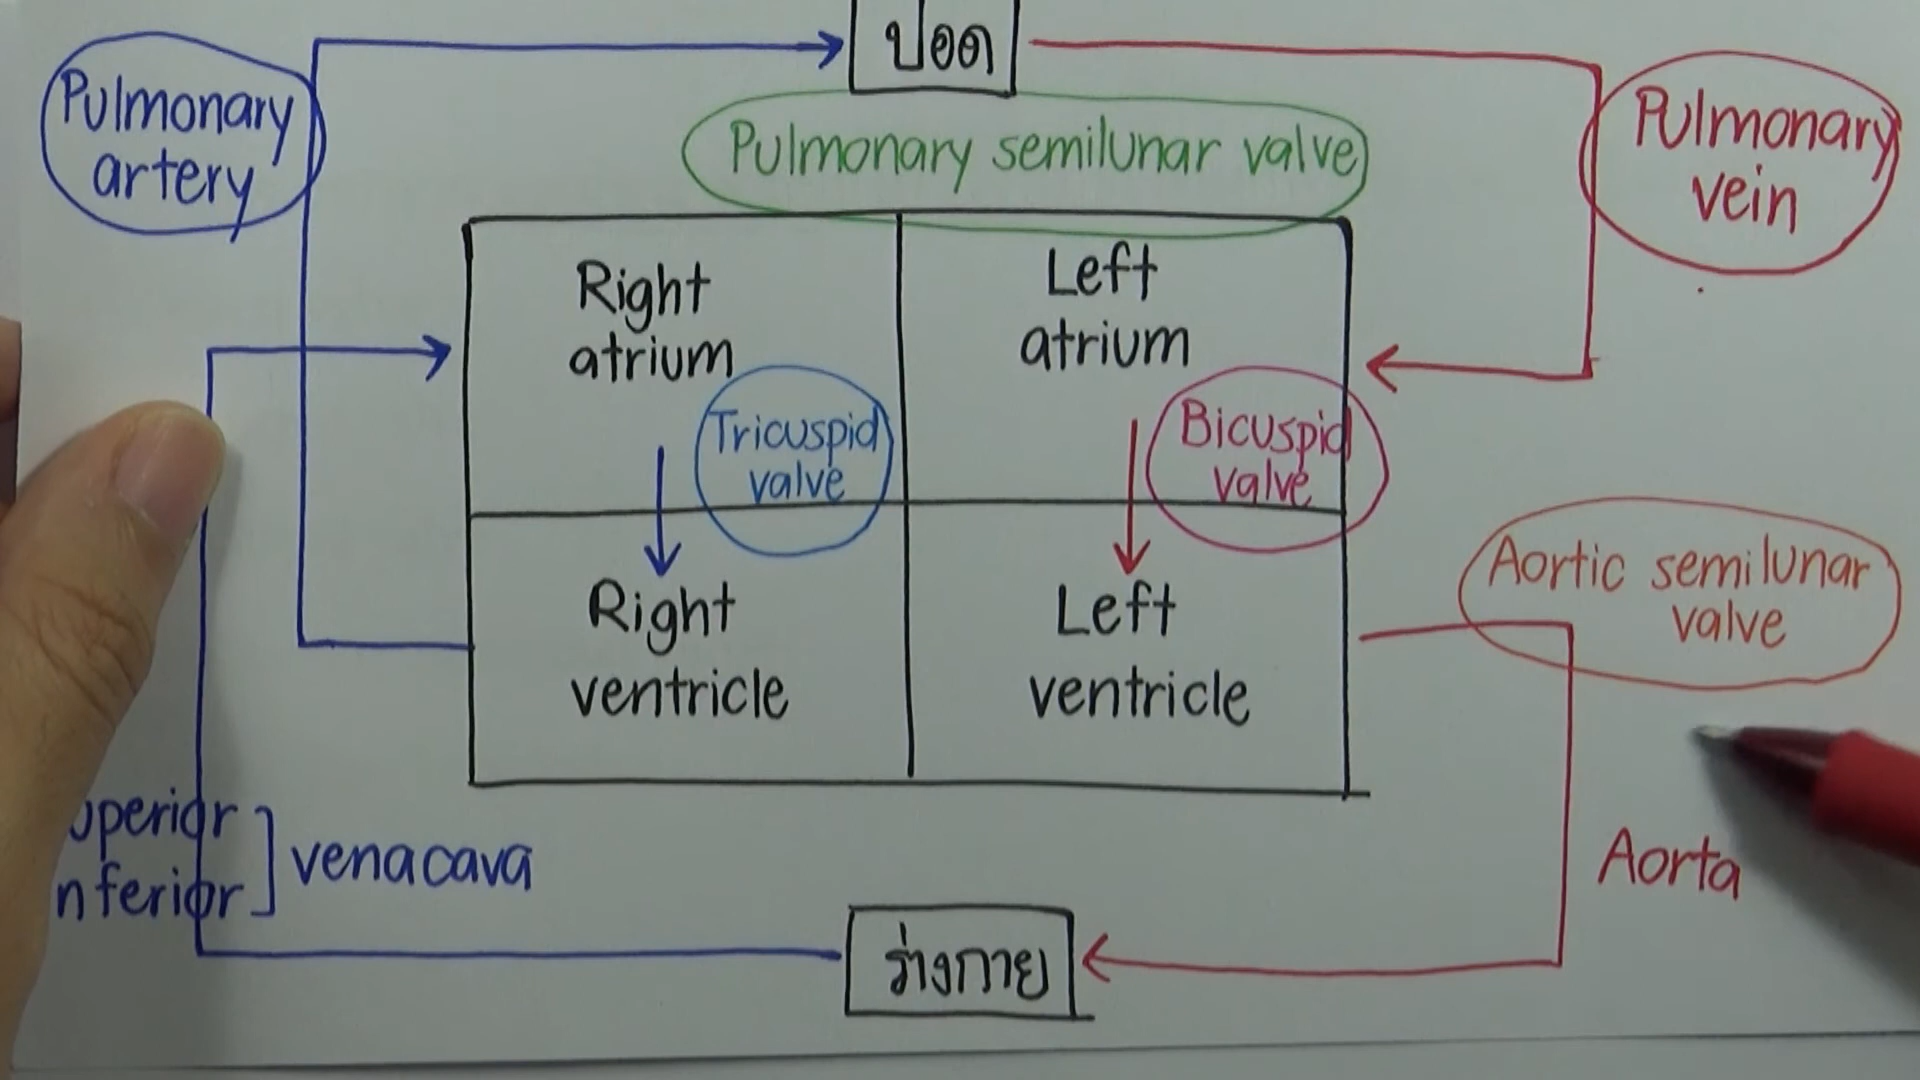 ปอด
Pulmonary
artery
Pulmonary semilunar valve
Pulmonary
vein
Right
atrium
Left
atrium
Tricuspid
valve
Bicuspid
valve
Aortic semilunar
valve
Right
ventricle
Left
ventricle
uperior
nferior
venacava
Aorta
ร่างกาย